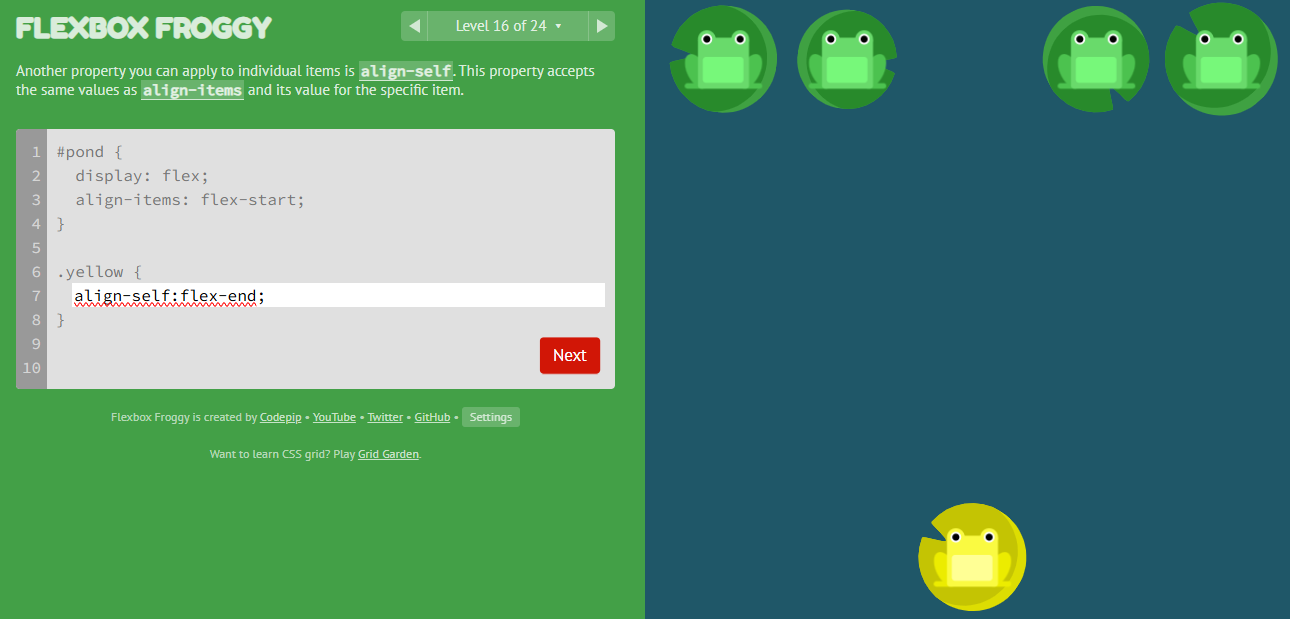 FLEXBOX FROGGY
Level 16 of 24
Another property you can apply to individual items is align-self. This property accepts
the same values as align-items and its value for the specific item.
1 #pond {
2 display: flex;
3 align-items: flex-start;
4 }
5
6 .yellow {
7 align-self:flex-end;
8 }
9
10
Next
Flexbox Froggy is created by Codepip • YouTube • Twitter • GitHub • Settings
Want to learn CSS grid? Play Grid Garden.